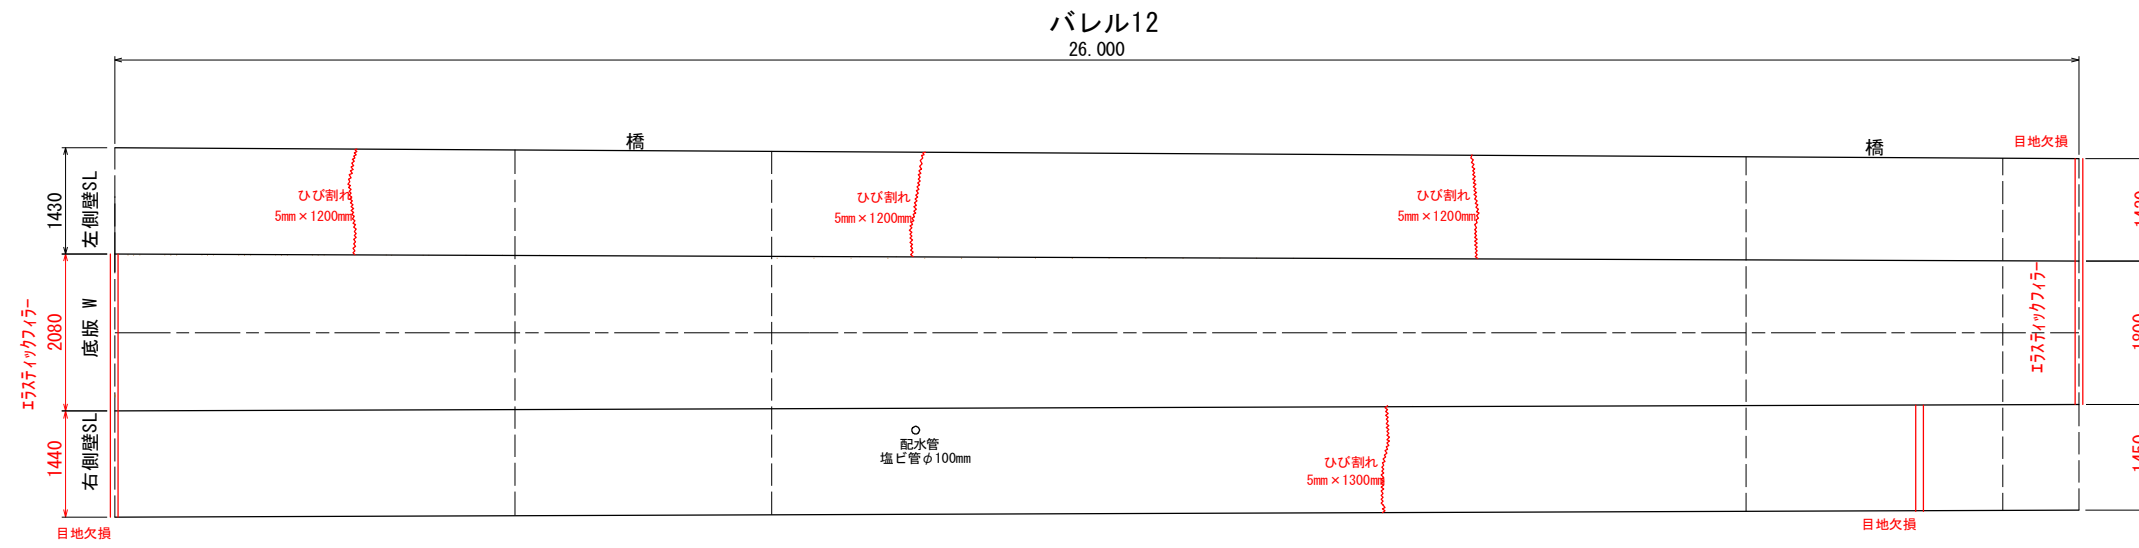 バレル12
26.000
橋
橋
目地欠損
1430
左側壁SL
ひび割れ
5mm×1200mm
ひび割れ
5mm×1200mm
ひび割れ
5mm×1200mm
エラスティックフィラー
2080
底版 W
エラスティックフィラー
1800
1440
右側壁SL
配水管
塩ビ管φ100mm
ひび割れ
5mm×1300mm
1450
目地欠損
目地欠損